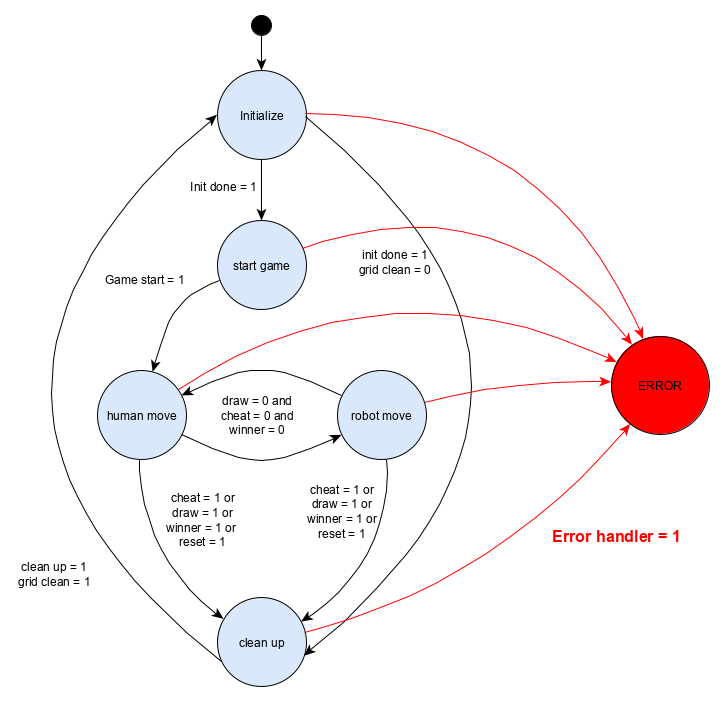 Initialize
Init done = 1
start game
init done = 1
grid clean = 0
Game start = 1
ERROR
human move
draw = 0 and
cheat = 0 and
winner = 0
robot move
cheat = 1 or
draw = 1 or
winner = 1 or
reset = 1
cheat = 1 or
draw = 1 or
winner = 1 or
reset = 1
Error handler = 1
clean up = 1
grid clean = 1
clean up